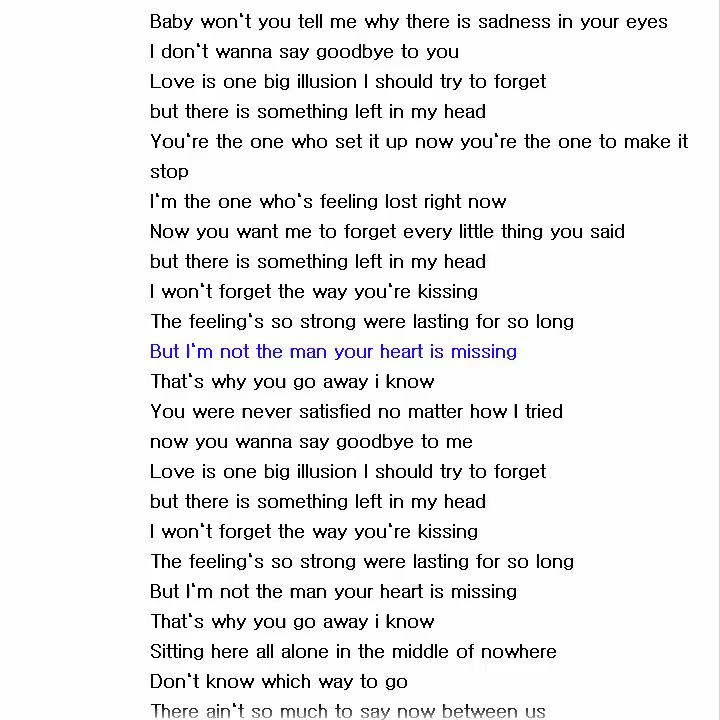 Baby won't you tell me why there is sadness in your eyes
I don't wanna say goodbye to you
Love is one big illusion I should try to forget
but there is something left in my head
You're the one who set it up now you're the one to make it
stop
I'm the one who's feeling lost right now
Now you want me to forget every little thing you said
but there is something left in my head
I won't forget the way you're kissing
The feeling's so strong were lasting for so long
But I'm not the man your heart is missing
That's why you go away i know
You were never satisfied no matter how I tried
now you wanna say goodbye to me
Love is one big illusion I should try to forget
but there is something left in my head
I won't forget the way you're kissing
The feeling's so strong were lasting for so long
But I'm not the man your heart is missing
That's why you go away i know
Sitting here all alone in the middle of nowhere
Don't know which way to go
There ain't so much to say now between us